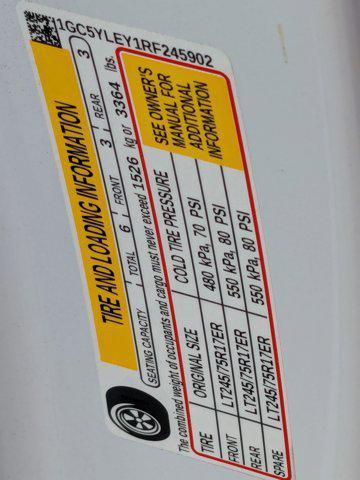 1GC5YLEY1RF245902
TIRE AND LOADING INFORMATION
SEATING CAPACITY TOTAL 6 FRONT 3 REAR 3
The combined weight of occupants and cargo must never exceed 1526 kg or 3364 lbs.
TIRE ORIGINAL SIZE COLD TIRE PRESSURE
FRONT LT245/75R17ER 480 kPa, 70 PSI
REAR LT245/75R17ER 550 kPa, 80 PSI
SPARE LT245/75R17ER 550 kPa, 80 PSI
SEE OWNER'S
MANUAL FOR
ADDITIONAL
INFORMATION